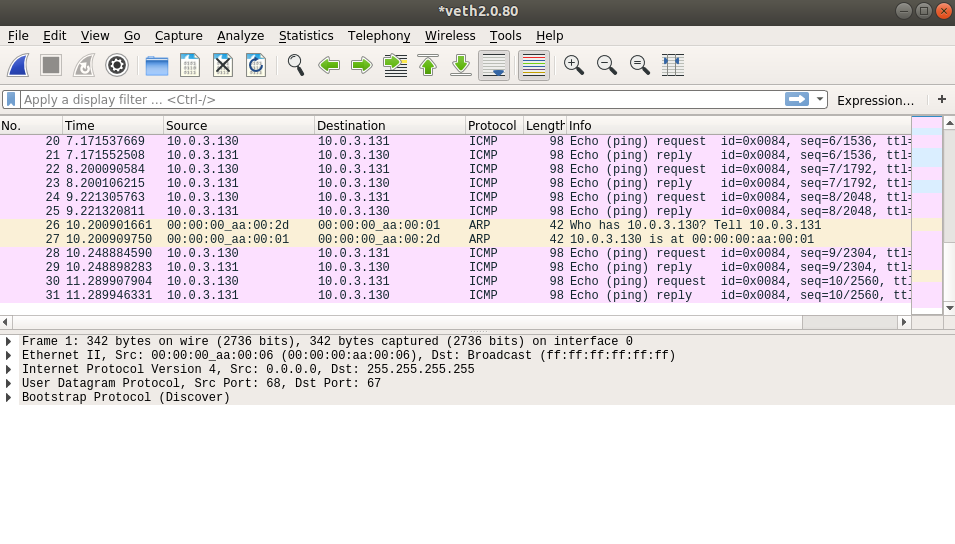 *veth2.0.80
File Edit View Go Capture Analyze Statistics Telephony Wireless Tools Help
Apply a display filter ... <Ctrl-/> Expression... +
No. Time Source Destination Protocol Length Info
20 7.171537669 10.0.3.130 10.0.3.131 ICMP 98 Echo (ping) request id=0x0084, seq=6/1536, ttl=
21 7.171552508 10.0.3.131 10.0.3.130 ICMP 98 Echo (ping) reply id=0x0084, seq=6/1536, ttl=
22 8.200090584 10.0.3.130 10.0.3.131 ICMP 98 Echo (ping) request id=0x0084, seq=7/1792, ttl=
23 8.200106215 10.0.3.131 10.0.3.130 ICMP 98 Echo (ping) reply id=0x0084, seq=7/1792, ttl=
24 9.221305763 10.0.3.130 10.0.3.131 ICMP 98 Echo (ping) request id=0x0084, seq=8/2048, ttl=
25 9.221320811 10.0.3.131 10.0.3.130 ICMP 98 Echo (ping) reply id=0x0084, seq=8/2048, ttl=
26 10.200901661 00:00:00_aa:00:2d 00:00:00_aa:00:01 ARP 42 Who has 10.0.3.130? Tell 10.0.3.131
27 10.200909750 00:00:00_aa:00:01 00:00:00_aa:00:2d ARP 42 10.0.3.130 is at 00:00:00:aa:00:01
28 10.248884590 10.0.3.130 10.0.3.131 ICMP 98 Echo (ping) request id=0x0084, seq=9/2304, ttl=
29 10.248898283 10.0.3.131 10.0.3.130 ICMP 98 Echo (ping) reply id=0x0084, seq=9/2304, ttl=
30 11.289907904 10.0.3.130 10.0.3.131 ICMP 98 Echo (ping) request id=0x0084, seq=10/2560, ttl
31 11.289946331 10.0.3.131 10.0.3.130 ICMP 98 Echo (ping) reply id=0x0084, seq=10/2560, ttl
Frame 1: 342 bytes on wire (2736 bits), 342 bytes captured (2736 bits) on interface 0
Ethernet II, Src: 00:00:00_aa:00:06 (00:00:00:aa:00:06), Dst: Broadcast (ff:ff:ff:ff:ff:ff)
Internet Protocol Version 4, Src: 0.0.0.0, Dst: 255.255.255.255
User Datagram Protocol, Src Port: 68, Dst Port: 67
Bootstrap Protocol (Discover)